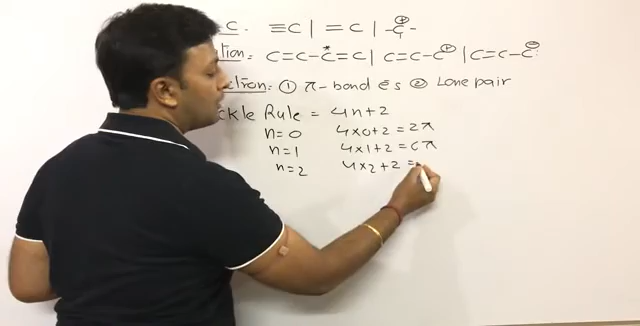 C. ≡C | =C | -C⊕-
tion: C=C-C*=C | C=C-C⊕ | C=C-C⊖:
ction: ① π-bond es ② Lone pair
ckle Rule = 4n+2
n=0 4×0+2=2π
n=1 4×1+2=6π
n=2 4×2+2=